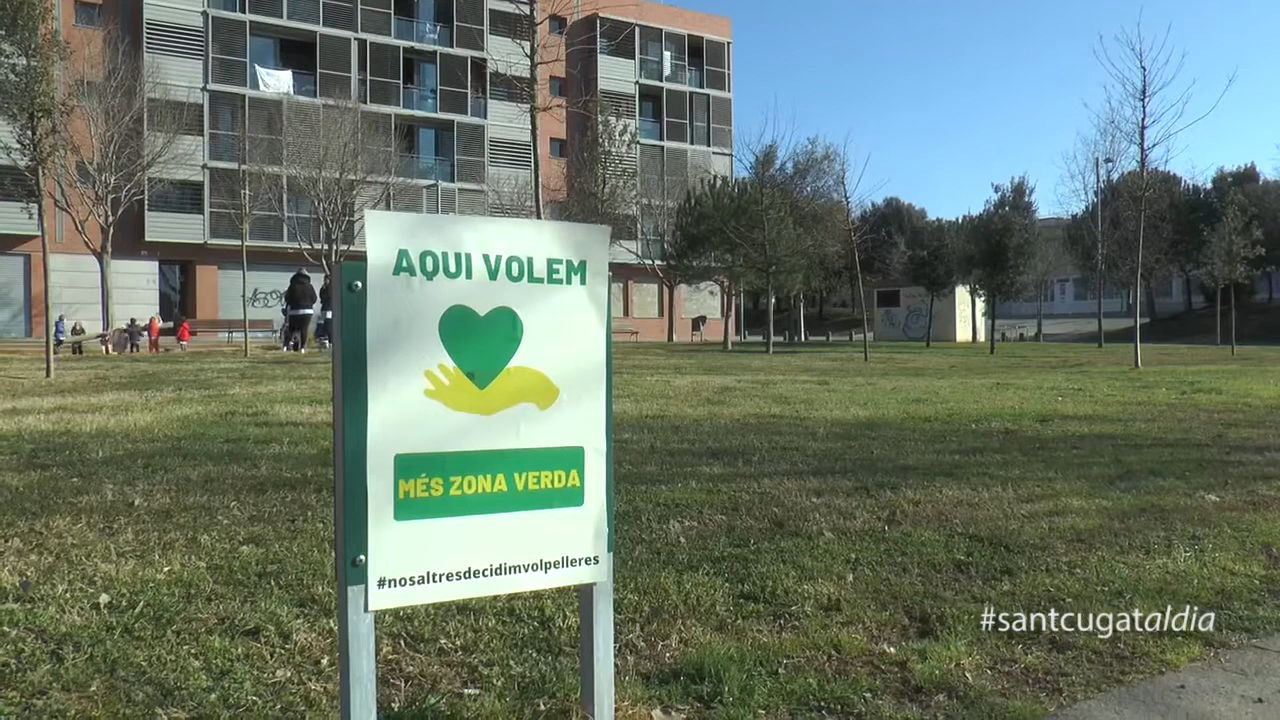 AQUI VOLEM
MÉS ZONA VERDA
#nosaltresdecidimvolpelleres
#santcugataldia